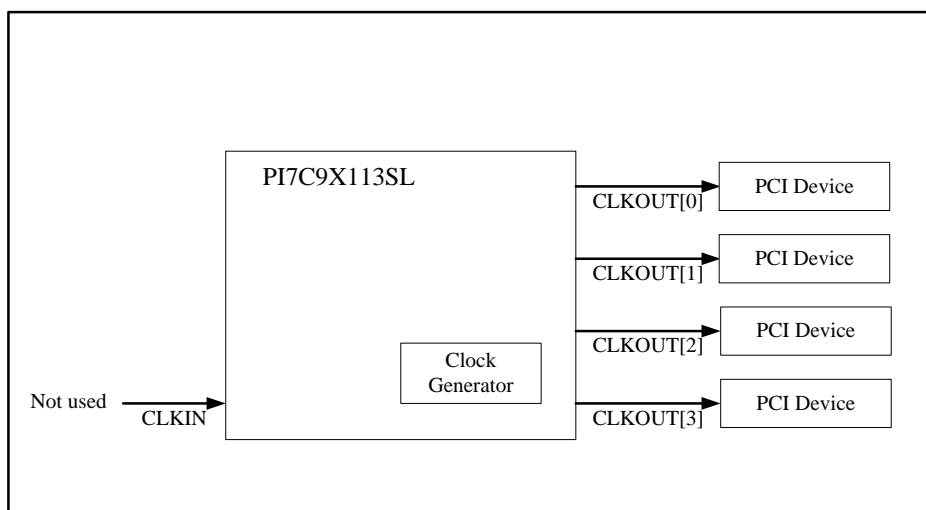 PI7C9X113SL
CLKOUT[0]
PCI Device
CLKOUT[1]
PCI Device
CLKOUT[2]
PCI Device
Clock
Generator
Not used
CLKIN
CLKOUT[3]
PCI Device